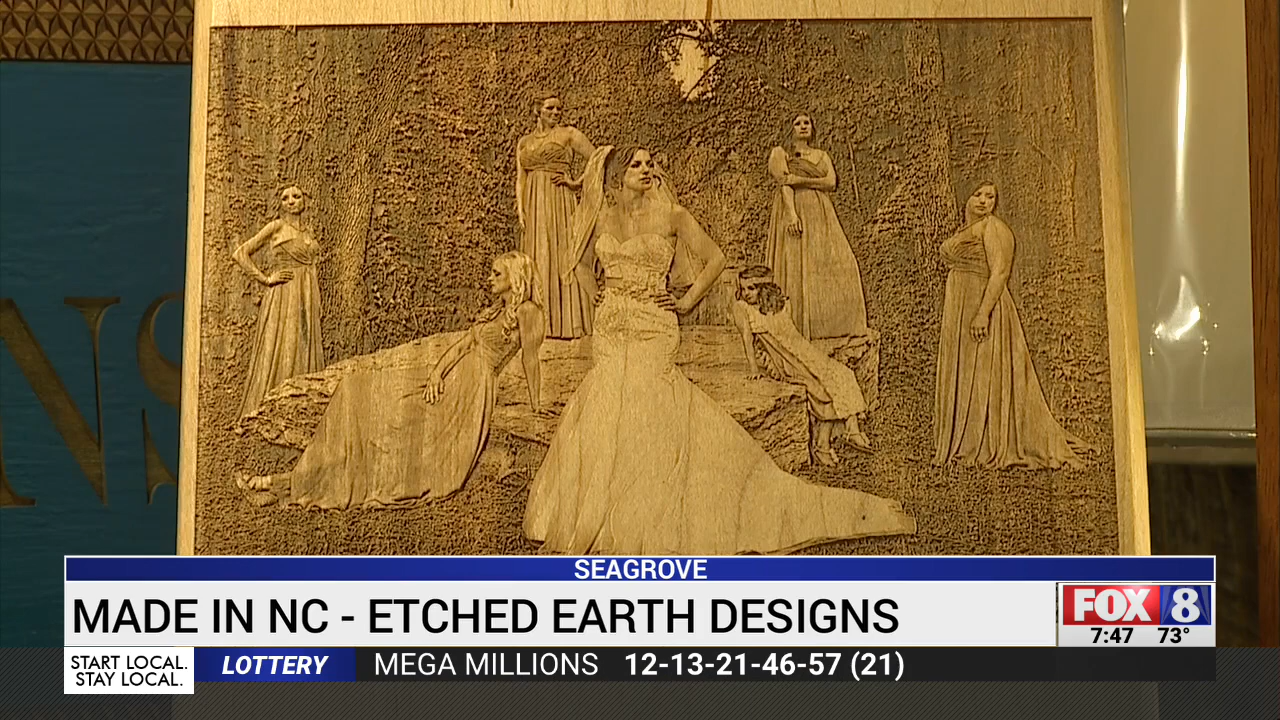 NS
SEAGROVE
MADE IN NC - ETCHED EARTH DESIGNS
FOX 8
7:47 73°
START LOCAL.
STAY LOCAL.
LOTTERY MEGA MILLIONS 12-13-21-46-57 (21)